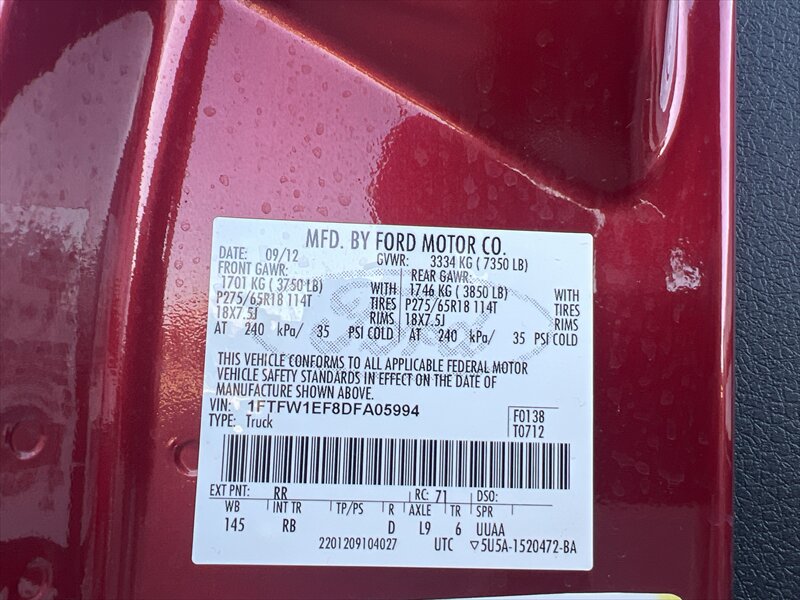 MFD. BY FORD MOTOR CO.
DATE: 09/12 GVWR: 3334 KG ( 7350 LB)
FRONT GAWR: REAR GAWR:
1701 KG ( 3750 LB) WITH 1746 KG ( 3850 LB) WITH
P275/65R18 114T TIRES P275/65R18 114T TIRES
18X7.5J RIMS 18X7.5J RIMS
AT 240 kPa/ 35 PSI COLD AT 240 kPa/ 35 PSI COLD
Ford
THIS VEHICLE CONFORMS TO ALL APPLICABLE FEDERAL MOTOR
VEHICLE SAFETY STANDARDS IN EFFECT ON THE DATE OF
MANUFACTURE SHOWN ABOVE.
VIN: 1FTFW1EF8DFA05994 F0138
TYPE: Truck T0712
EXT PNT: RR RC: 71 DSO:
WB INT TR TP/PS R AXLE TR SPR
145 RB D L9 6 UUAA
2201209104027 UTC ▽5U5A-1520472-BA